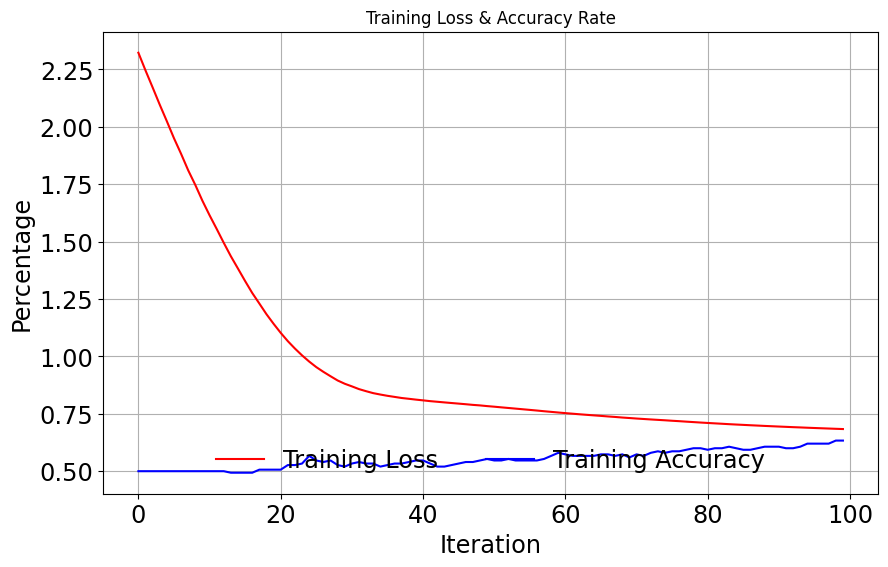 Training Loss & Accuracy Rate
2.25
2.00
1.75
1.50
1.25
1.00
0.75
0.50
Percentage
Training Loss Training Accuracy
0 20 40 60 80 100
Iteration